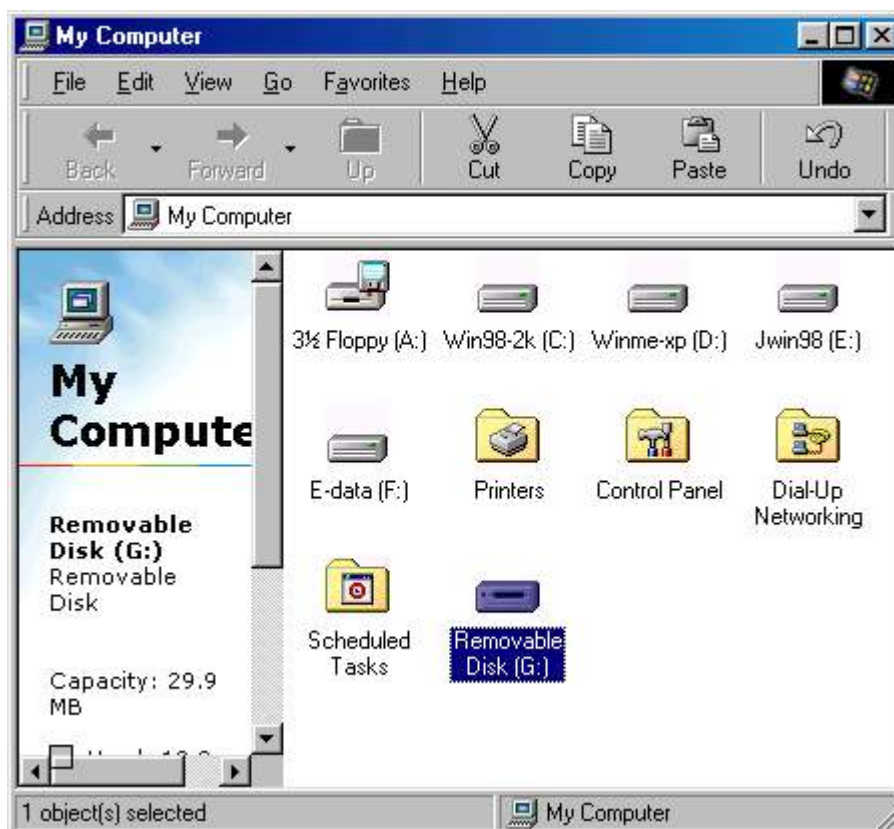 My Computer
File Edit View Go Favorites Help
Back Forward Up Cut Copy Paste Undo
Address My Computer
My
Compute
Removable
Disk (G:)
Removable
Disk
Capacity: 29.9
MB
3½ Floppy (A:) Win98-2k (C:) Winme-xp (D:) Jwin98 (E:)
E-data (F:) Printers Control Panel Dial-Up
Networking
Scheduled
Tasks
Removable
Disk (G:)
1 object(s) selected My Computer